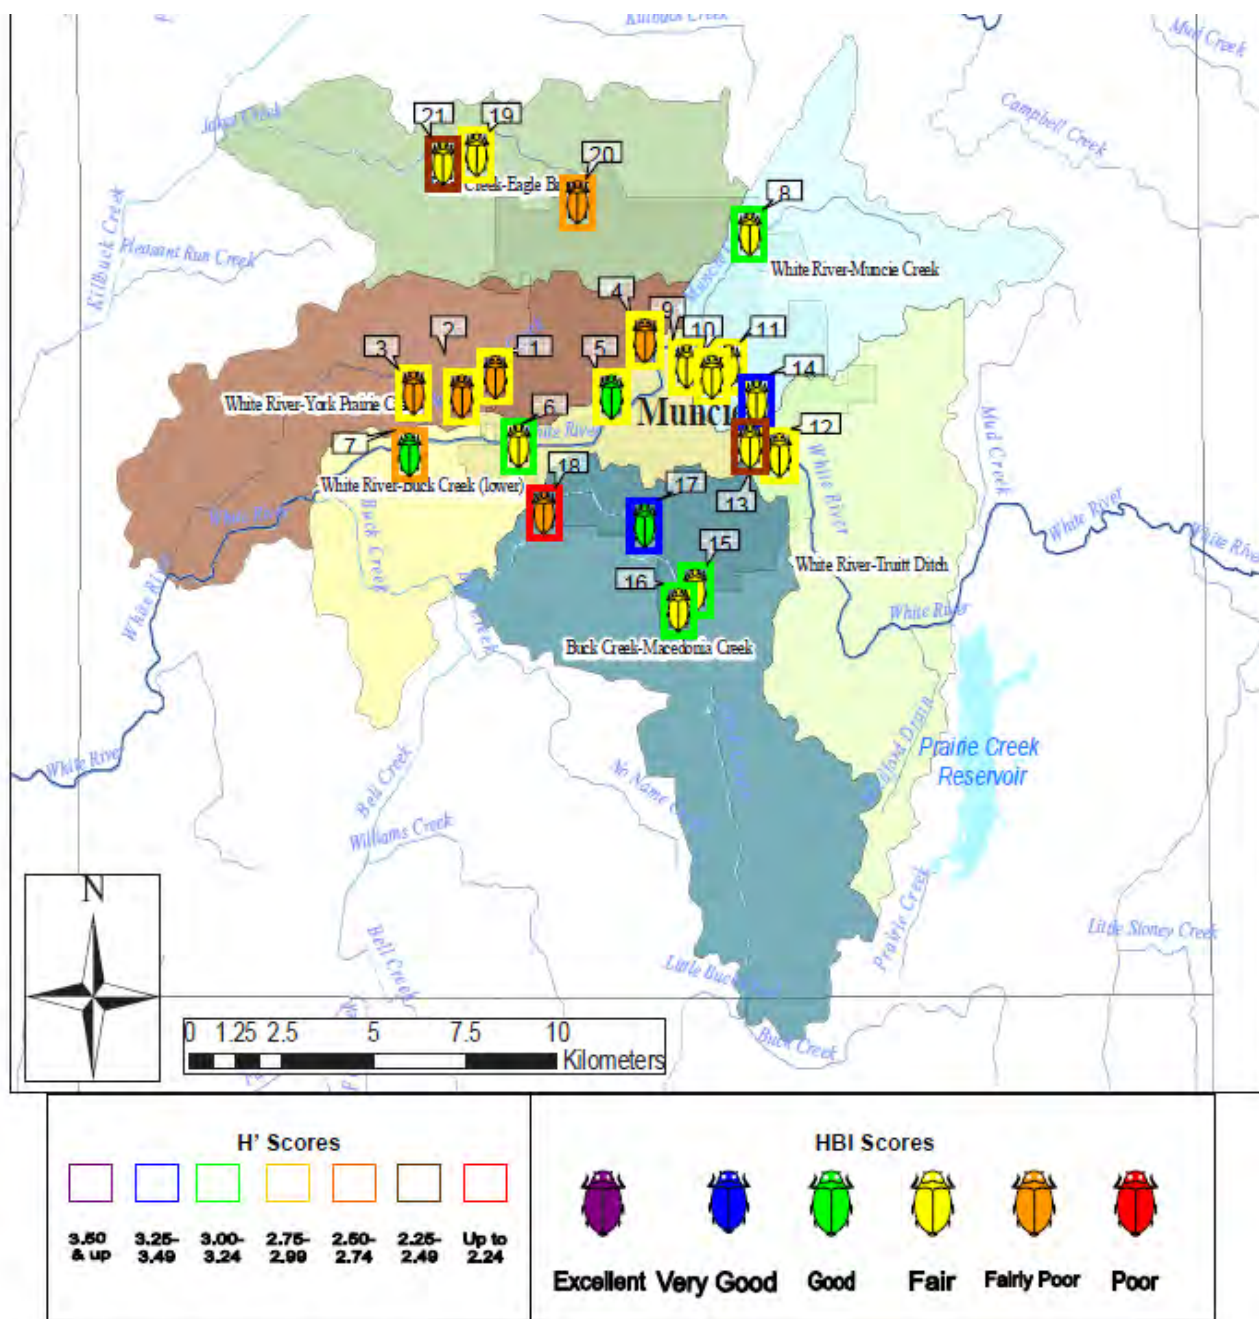 Killbuck Creek
Mud Creek
Jakes Creek
21
19
Campbell Creek
20
Creek-Eagle
8
Killbuck Creek
Pleasant Run Creek
White River-Muncie Creek
4
9
10
11
3
2
1
5
14
White River-York Prairie
6
Muncie
12
7
White River
White River-Buck Creek (lower)
18
17
13
White River
Mud Creek
White River
White River
Buck Creek
15
16
White River-Truitt Ditch
White River
White River
Buck Creek-Macedonia Creek
White River
Prairie Creek
Reservoir
Bell Creek
No Name
Williams Creek
Prairie Creek
Little Stoney Creek
Bell Creek
Little Buck
Buck Creek
N
0 1.25 2.5 5 7.5 10
Kilometers
H' Scores
3.50 & up
3.25-3.49
3.00-3.24
2.75-2.99
2.50-2.74
2.25-2.49
Up to 2.24
HBI Scores
Excellent Very Good Good Fair Fairly Poor Poor